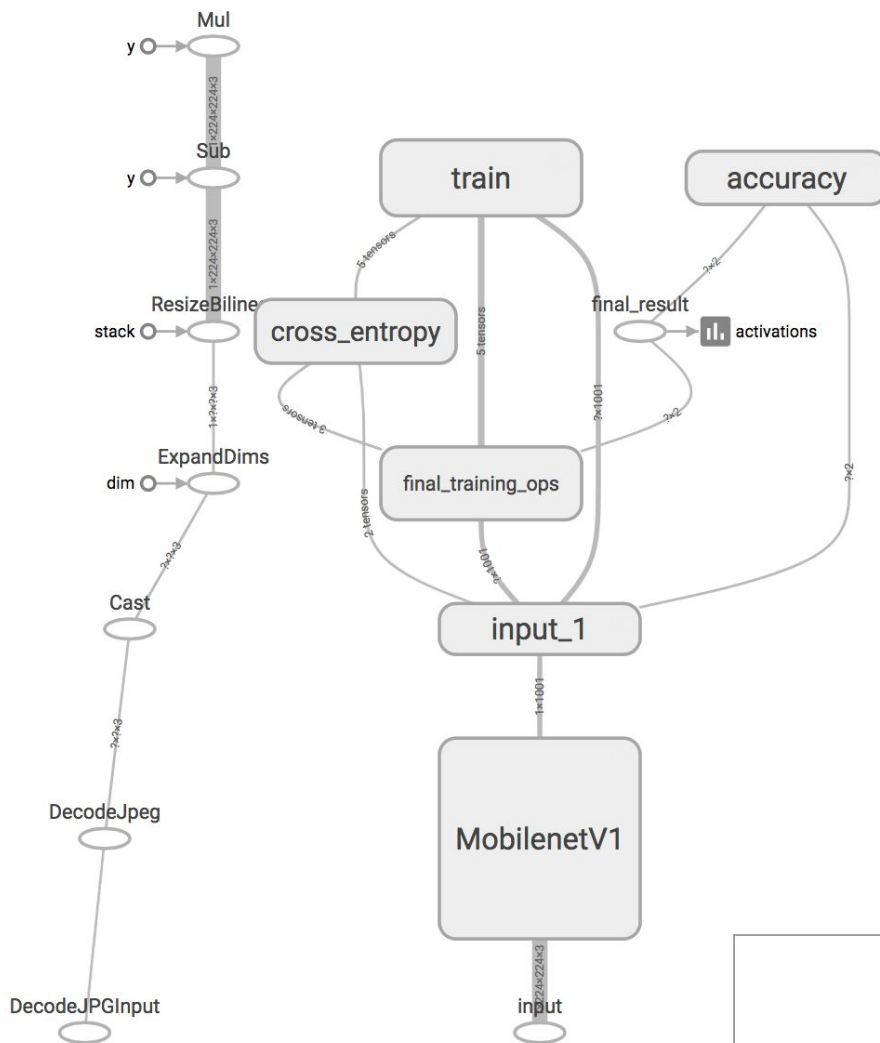 Mul
y
1×224×224×3
Sub
y
1×224×224×3
ResizeBiline
stack
1×?×?×3
ExpandDims
dim
?×?×3
Cast
?×?×3
DecodeJpeg
DecodeJPGInput
train
accuracy
5 tensors
?×2
final_result
activations
cross_entropy
5 tensors
?×1001
3 tensors
?×2
final_training_ops
?×2
2 tensors
?×1001
input_1
1×1001
MobilenetV1
224×224×3
input